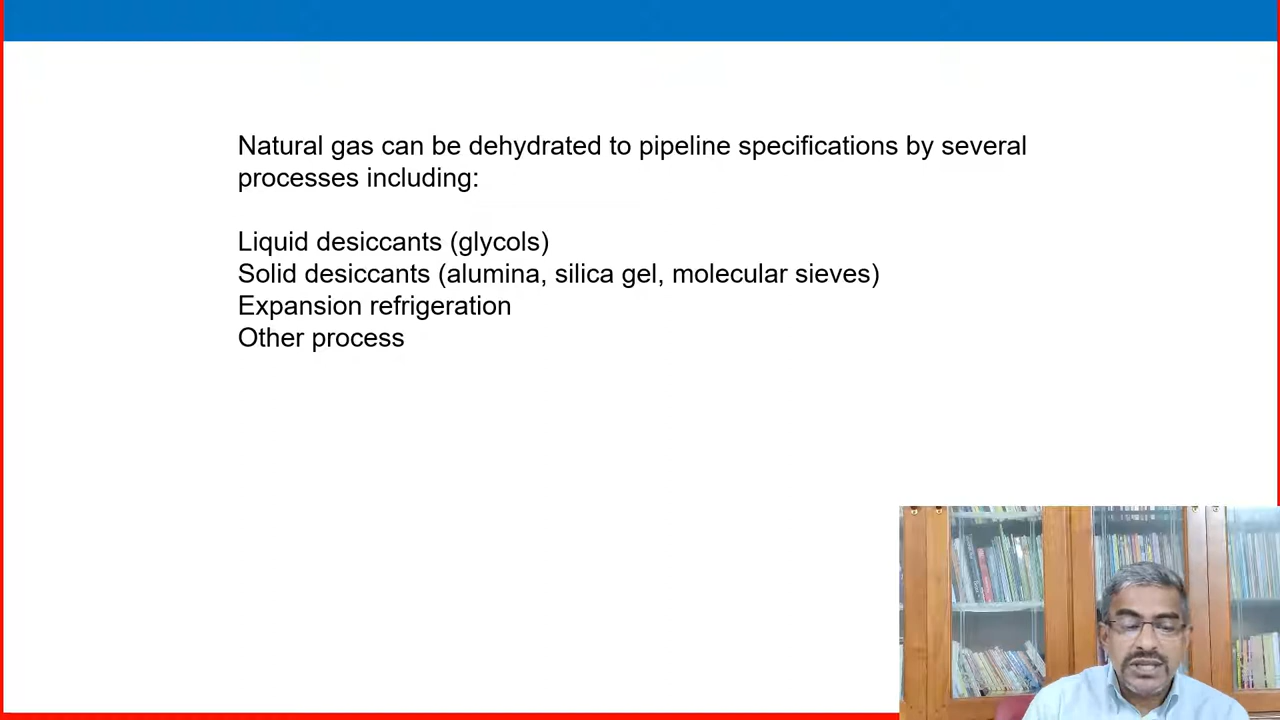 Natural gas can be dehydrated to pipeline specifications by several
processes including:
Liquid desiccants (glycols)
Solid desiccants (alumina, silica gel, molecular sieves)
Expansion refrigeration
Other process